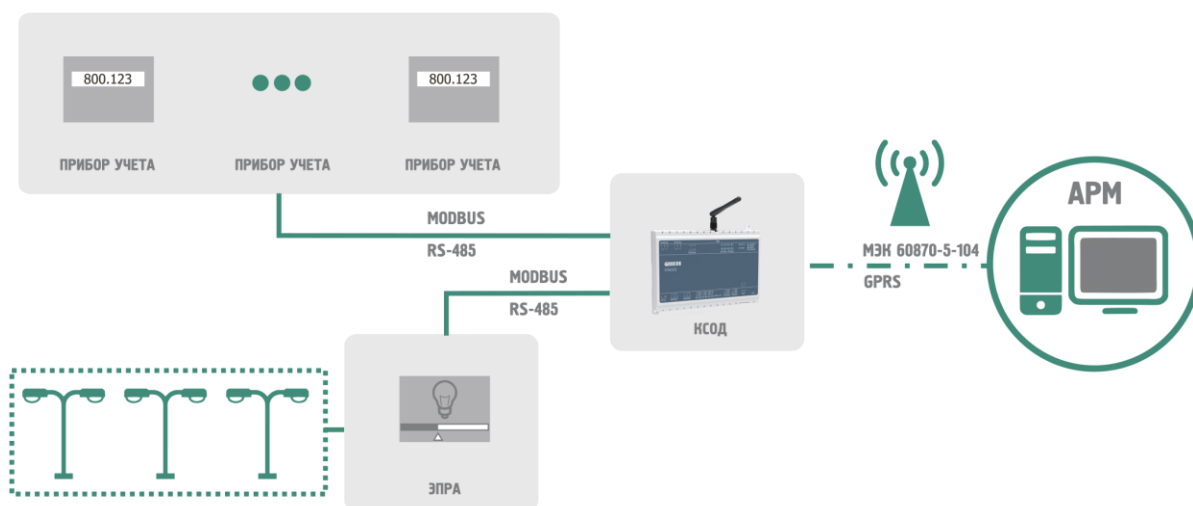 800.123
800.123
ПРИБОР УЧЕТА
ПРИБОР УЧЕТА
ПРИБОР УЧЕТА
MODBUS
RS-485
MODBUS
RS-485
КСОД
МЭК 60870-5-104
GPRS
АРМ
ЭПРА